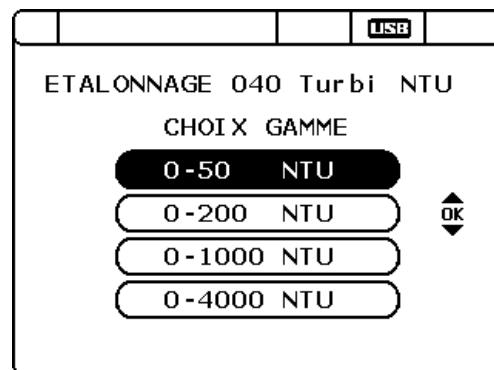 USB
ETALONNAGE 040 Turbi NTU
CHOIX GAMME
0-50 NTU
0-200 NTU
OK
0-1000 NTU
0-4000 NTU